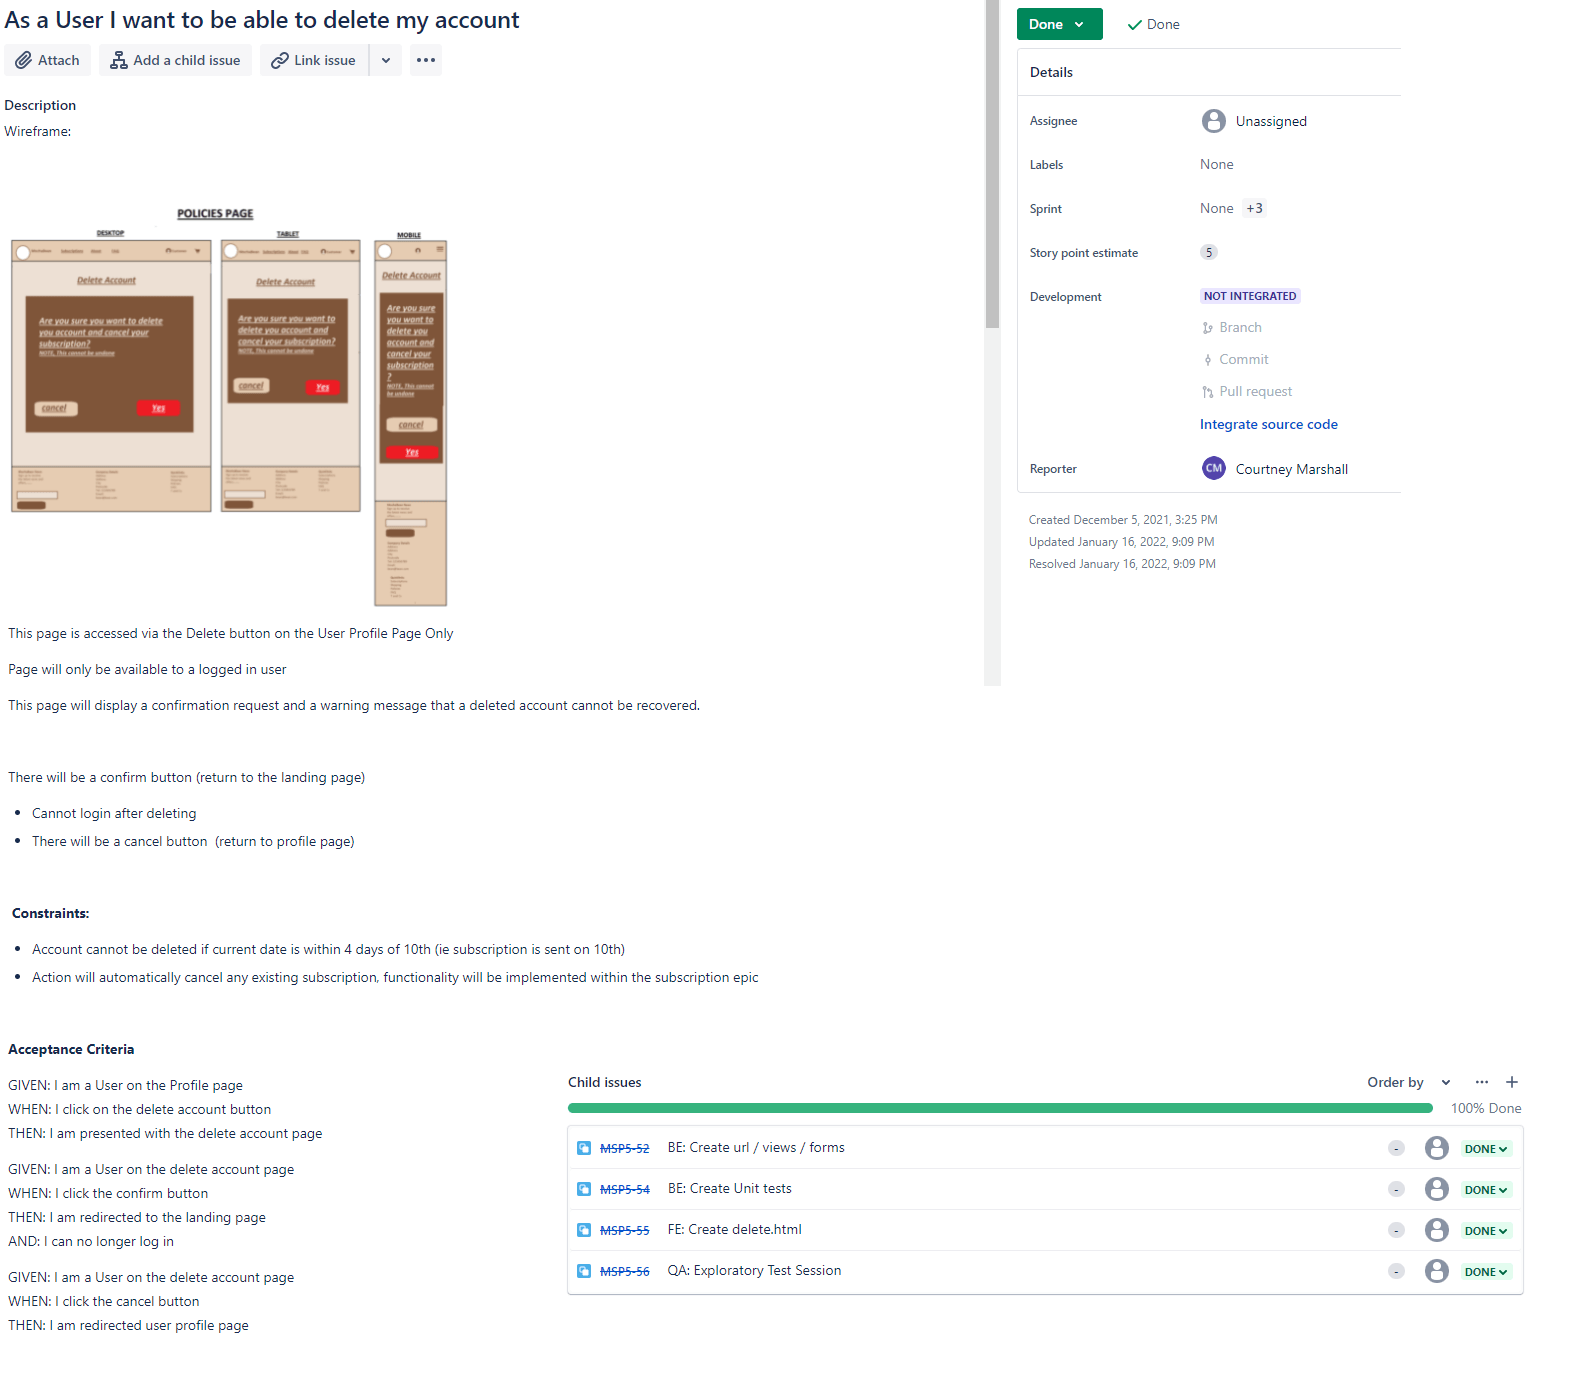 As a User I want to be able to delete my account
Attach
Add a child issue
Link issue
Description
Wireframe:
POLICIES PAGE
DESKTOP
TABLET
MOBILE
Delete Account
Are you sure you want to delete
you account and cancel your
subscription?
NOTE, This cannot be undone
cancel
Yes
Delete Account
Are you sure you want to
delete you account and
cancel your subscription?
NOTE, This cannot be undone
cancel
Yes
Delete Account
Are you sure
you want to
delete you
account and
cancel your
subscription
?
NOTE, This cannot
be undone
cancel
Yes
This page is accessed via the Delete button on the User Profile Page Only
Page will only be available to a logged in user
This page will display a confirmation request and a warning message that a deleted account cannot be recovered.
There will be a confirm button (return to the landing page)
Cannot login after deleting
There will be a cancel button (return to profile page)
Constraints:
Account cannot be deleted if current date is within 4 days of 10th (ie subscription is sent on 10th)
Action will automatically cancel any existing subscription, functionality will be implemented within the subscription epic
Acceptance Criteria
GIVEN: I am a User on the Profile page
WHEN: I click on the delete account button
THEN: I am presented with the delete account page
GIVEN: I am a User on the delete account page
WHEN: I click the confirm button
THEN: I am redirected to the landing page
AND: I can no longer log in
GIVEN: I am a User on the delete account page
WHEN: I click the cancel button
THEN: I am redirected user profile page
Done
Done
Details
Assignee
Unassigned
Labels
None
Sprint
None +3
Story point estimate
5
Development
NOT INTEGRATED
Branch
Commit
Pull request
Integrate source code
Reporter
CM Courtney Marshall
Created December 5, 2021, 3:25 PM
Updated January 16, 2022, 9:09 PM
Resolved January 16, 2022, 9:09 PM
Child issues
Order by
100% Done
MSP5-52 BE: Create url / views / forms - DONE
MSP5-54 BE: Create Unit tests - DONE
MSP5-55 FE: Create delete.html - DONE
MSP5-56 QA: Exploratory Test Session - DONE